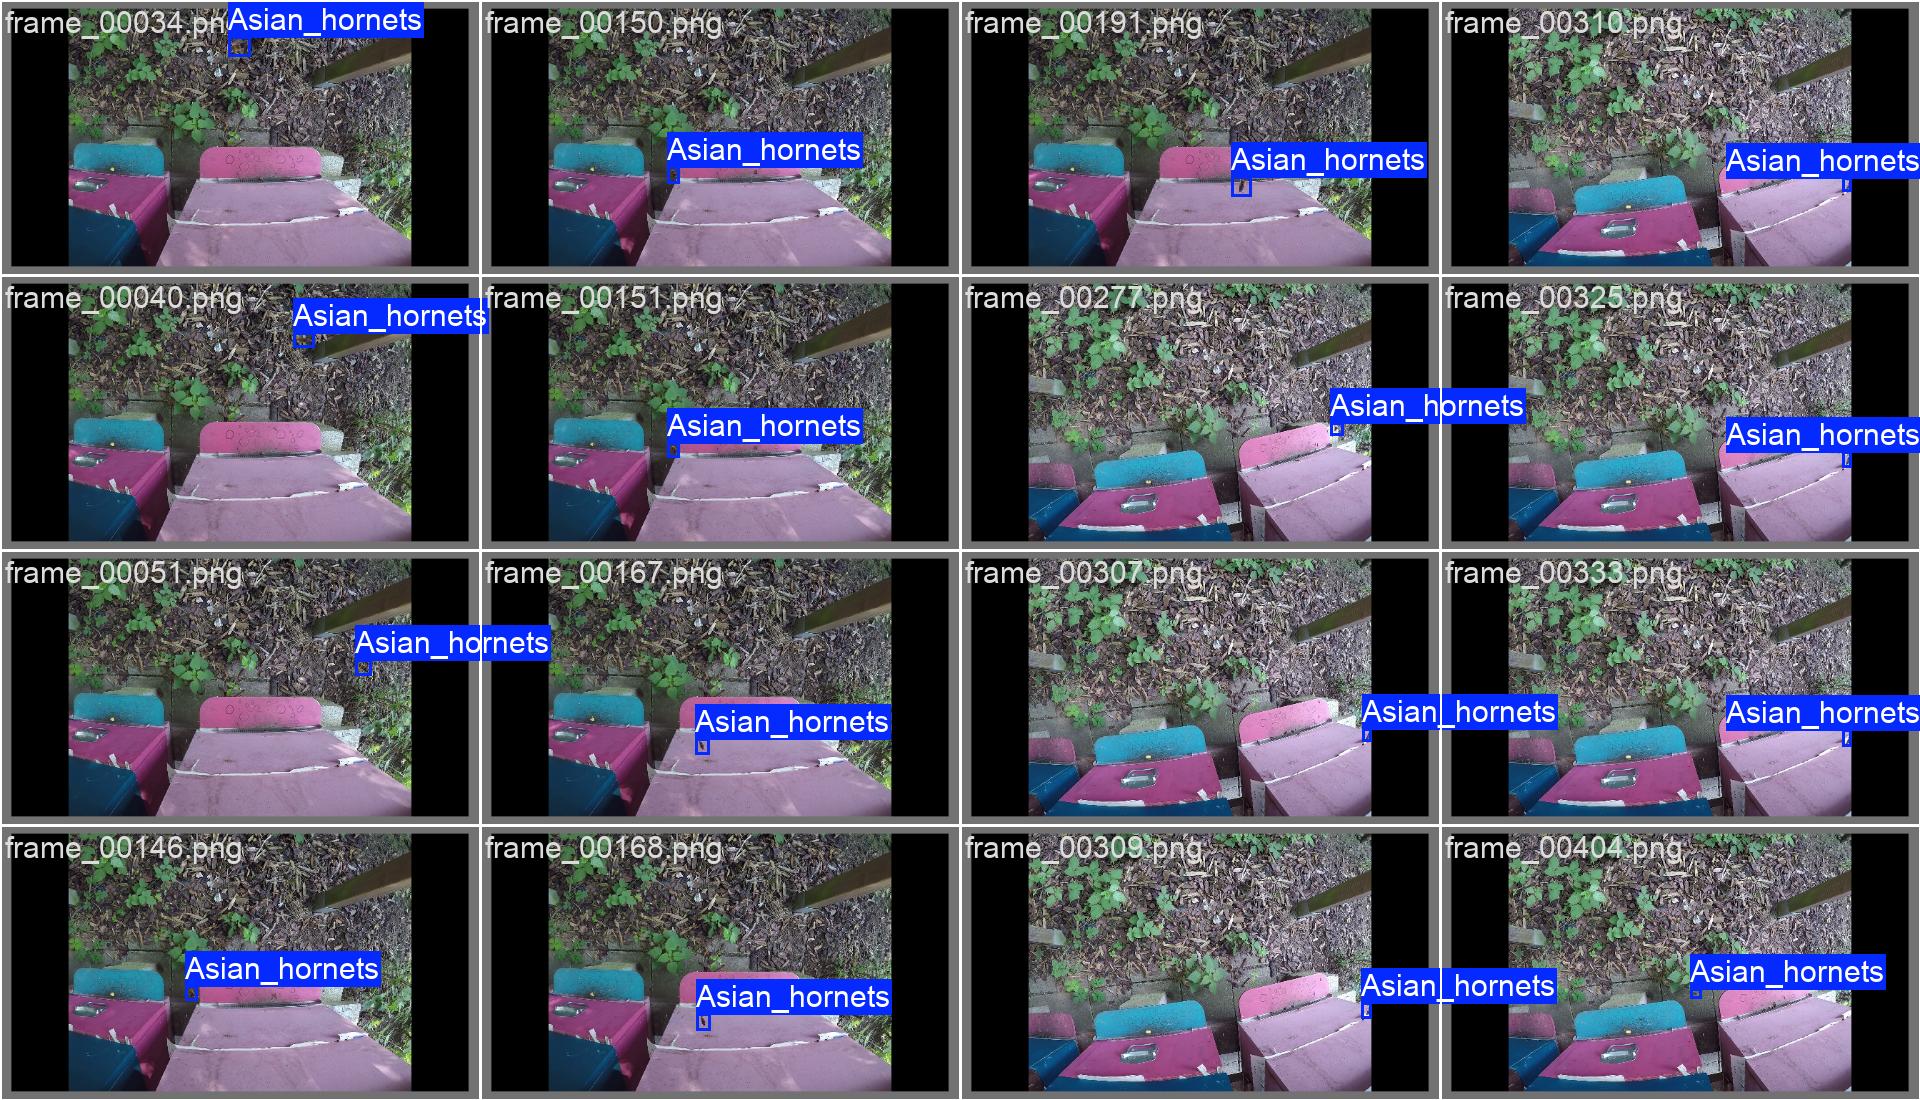 frame_00034.png
Asian_hornets
frame_00150.png
Asian_hornets
frame_00191.png
Asian_hornets
frame_00310.png
Asian_hornets
frame_00040.png
Asian_hornets
frame_00151.png
Asian_hornets
frame_00277.png
Asian_hornets
frame_00325.png
Asian_hornets
frame_00051.png
Asian_hornets
frame_00167.png
Asian_hornets
frame_00307.png
Asian_hornets
frame_00333.png
Asian_hornets
frame_00146.png
Asian_hornets
frame_00168.png
Asian_hornets
frame_00309.png
Asian_hornets
frame_00404.png
Asian_hornets